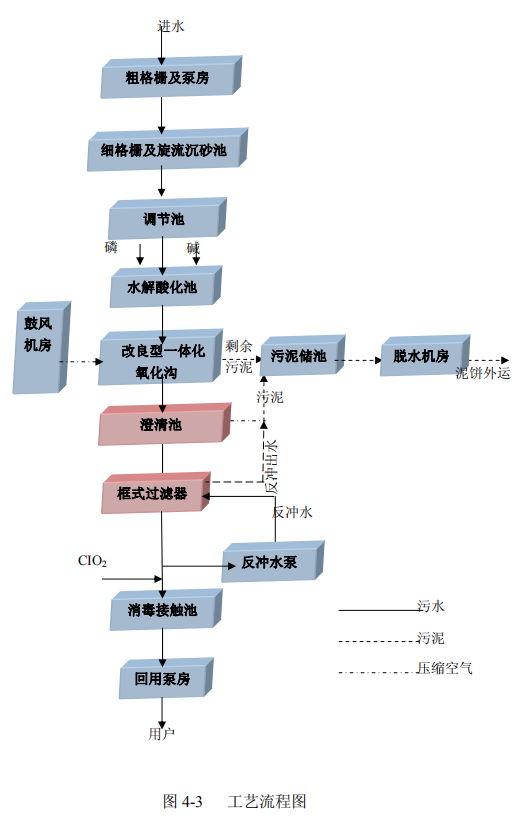 进水
粗格栅及泵房
细格栅及旋流沉砂池
调节池
磷
碱
水解酸化池
鼓风
机房
改良型一体化
氧化沟
剩余
污泥
污泥储池
脱水机房
泥饼外运
污泥
澄清池
反冲出水
框式过滤器
反冲水
反冲水泵
CIO₂
消毒接触池
污水
污泥
回用泵房
压缩空气
用户
图 4-3 工艺流程图